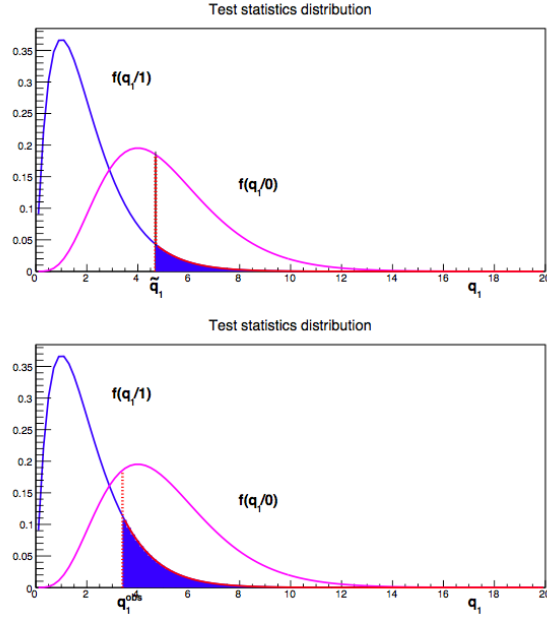 Test statistics distribution
0.35
0.3
0.25
0.2
0.15
0.1
0.05
0
f(q₁/1)
f(q₁/0)
0 2 4 6 8 10 12 14 16 18 20
q̃₁ q₁
Test statistics distribution
0.35
0.3
0.25
0.2
0.15
0.1
0.05
0
f(q₁/1)
f(q₁/0)
0 2 4 6 8 10 12 14 16 18 20
q₁ᵒᵇˢ q₁